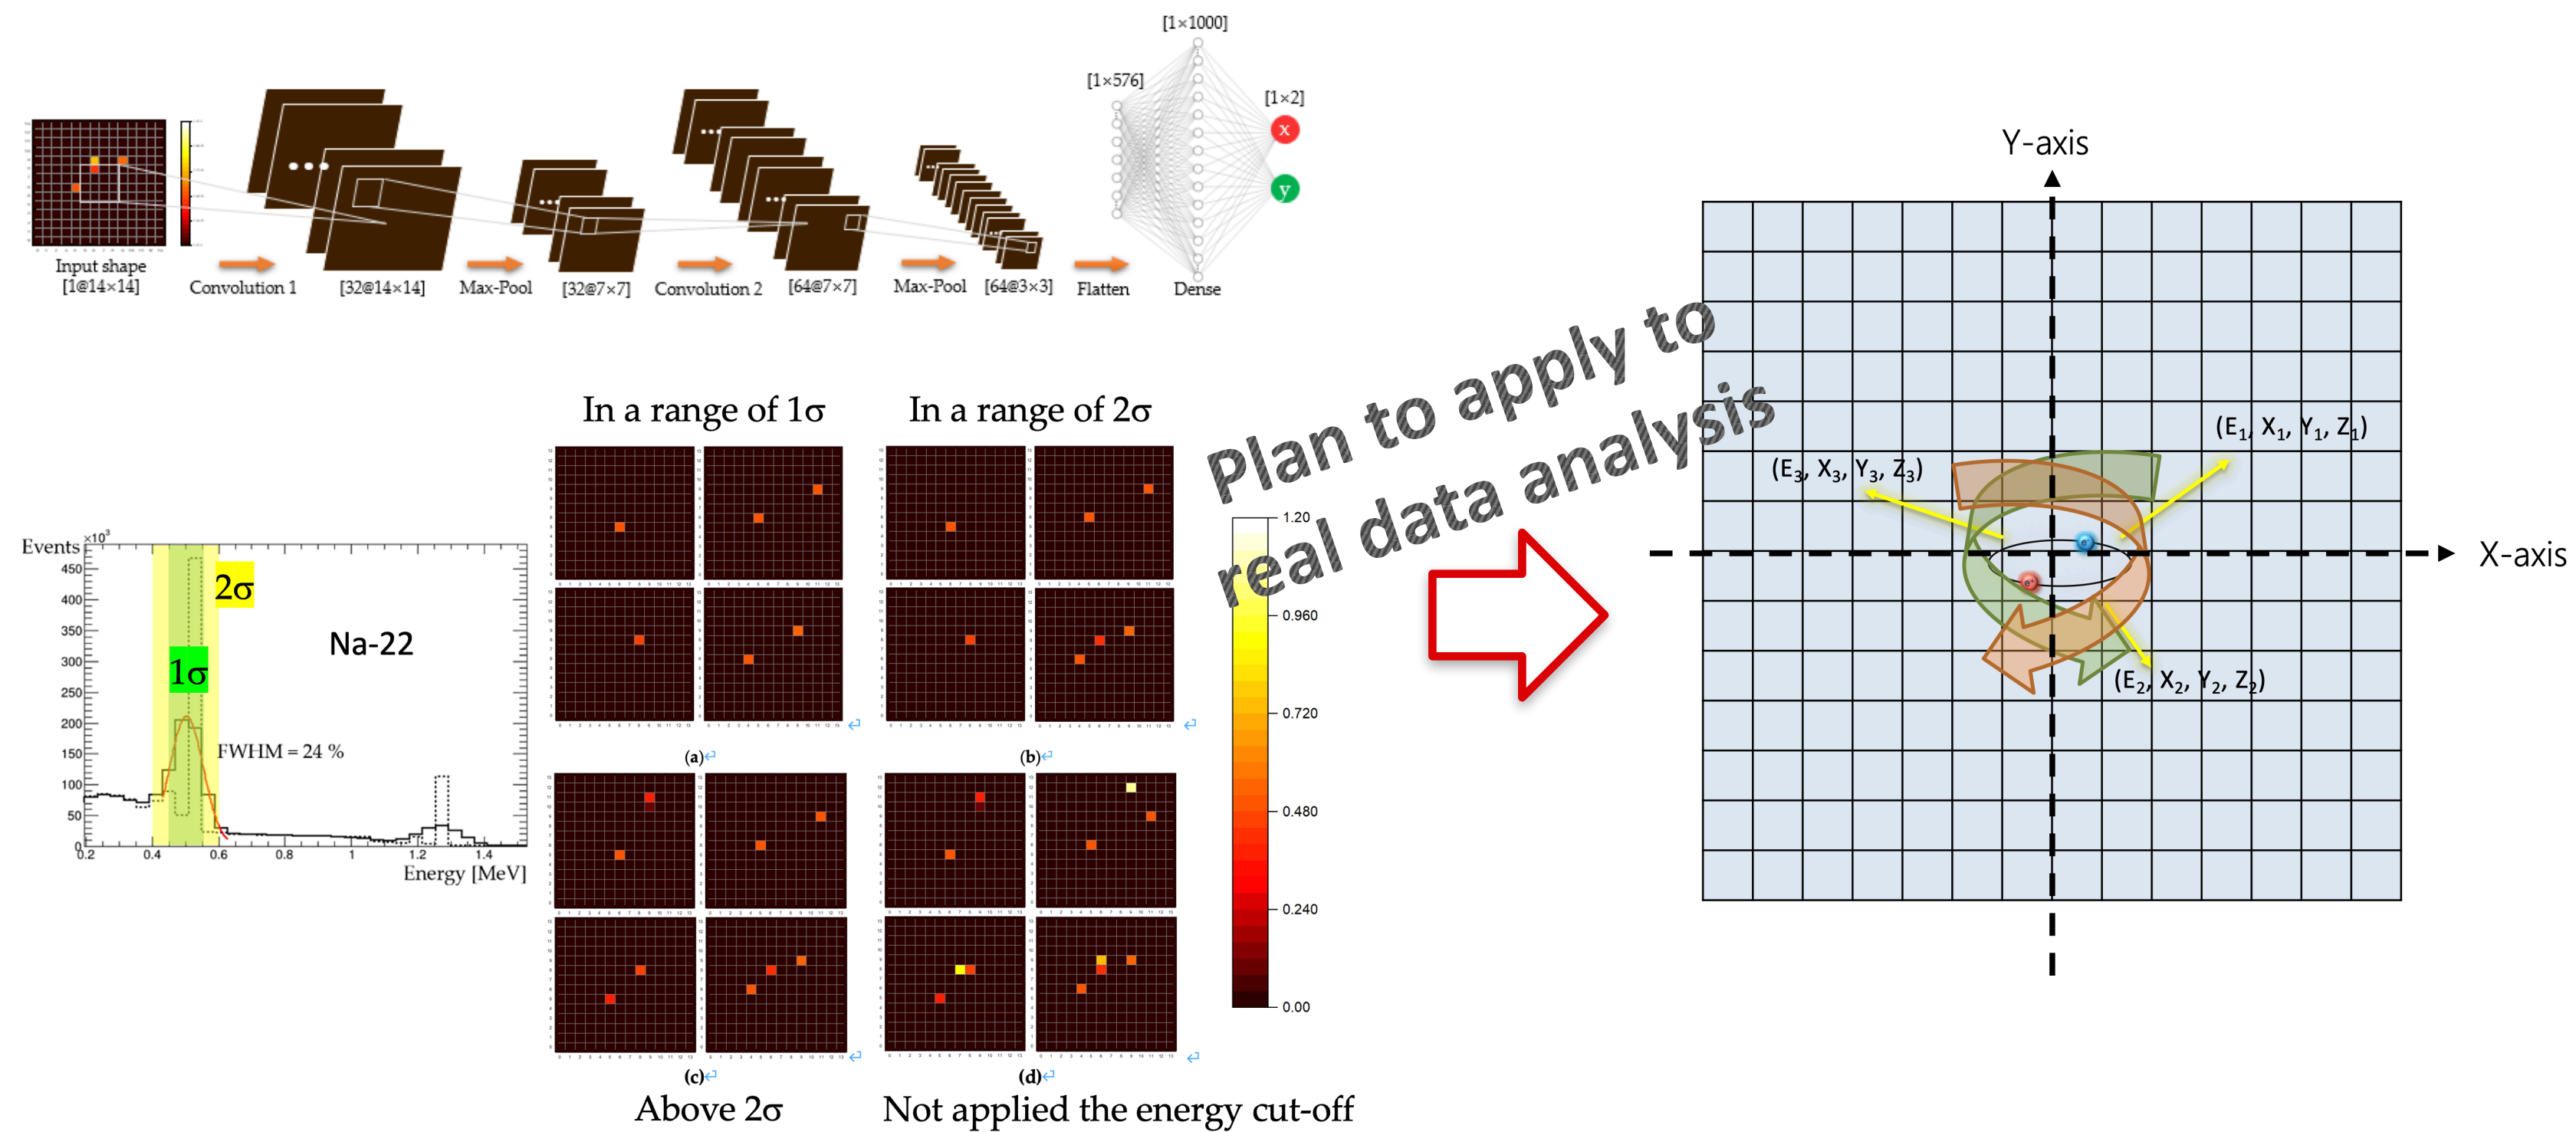 [1×1000]
[1×576]
[1×2]
x
y
Input shape
[1@14×14]
Convolution 1
[32@14×14]
Max-Pool
[32@7×7]
Convolution 2
[64@7×7]
Max-Pool
[64@3×3]
Flatten
Dense
Plan to apply to
real data analysis
In a range of 1σ
In a range of 2σ
(a)
(b)
(c)
(d)
Above 2σ
Not applied the energy cut-off
Events
×10³
450
400
350
300
250
200
150
100
50
0
0.2
0.4
0.6
0.8
1
1.2
1.4
Energy [MeV]
2σ
1σ
Na-22
FWHM = 24 %
1.20
0.960
0.720
0.480
0.240
0.00
Y-axis
X-axis
(E₁, X₁, Y₁, Z₁)
(E₃, X₃, Y₃, Z₃)
(E₂, X₂, Y₂, Z₂)
e⁻
e⁺